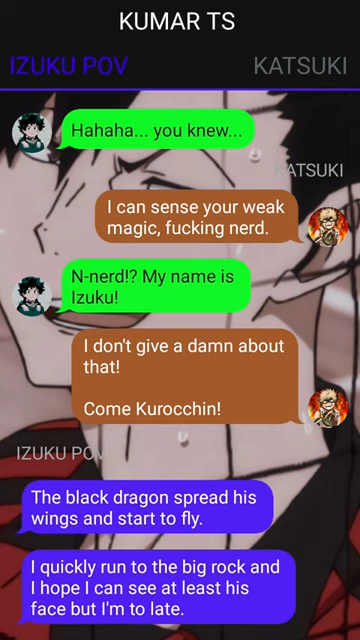 KUMAR TS
IZUKU POV
KATSUKI
Hahaha... you knew...
KATSUKI
I can sense your weak
magic, fucking nerd.
N-nerd!? My name is
Izuku!
I don't give a damn about
that!
Come Kurocchin!
IZUKU POV
The black dragon spread his
wings and start to fly.
I quickly run to the big rock and
I hope I can see at least his
face but I'm to late.